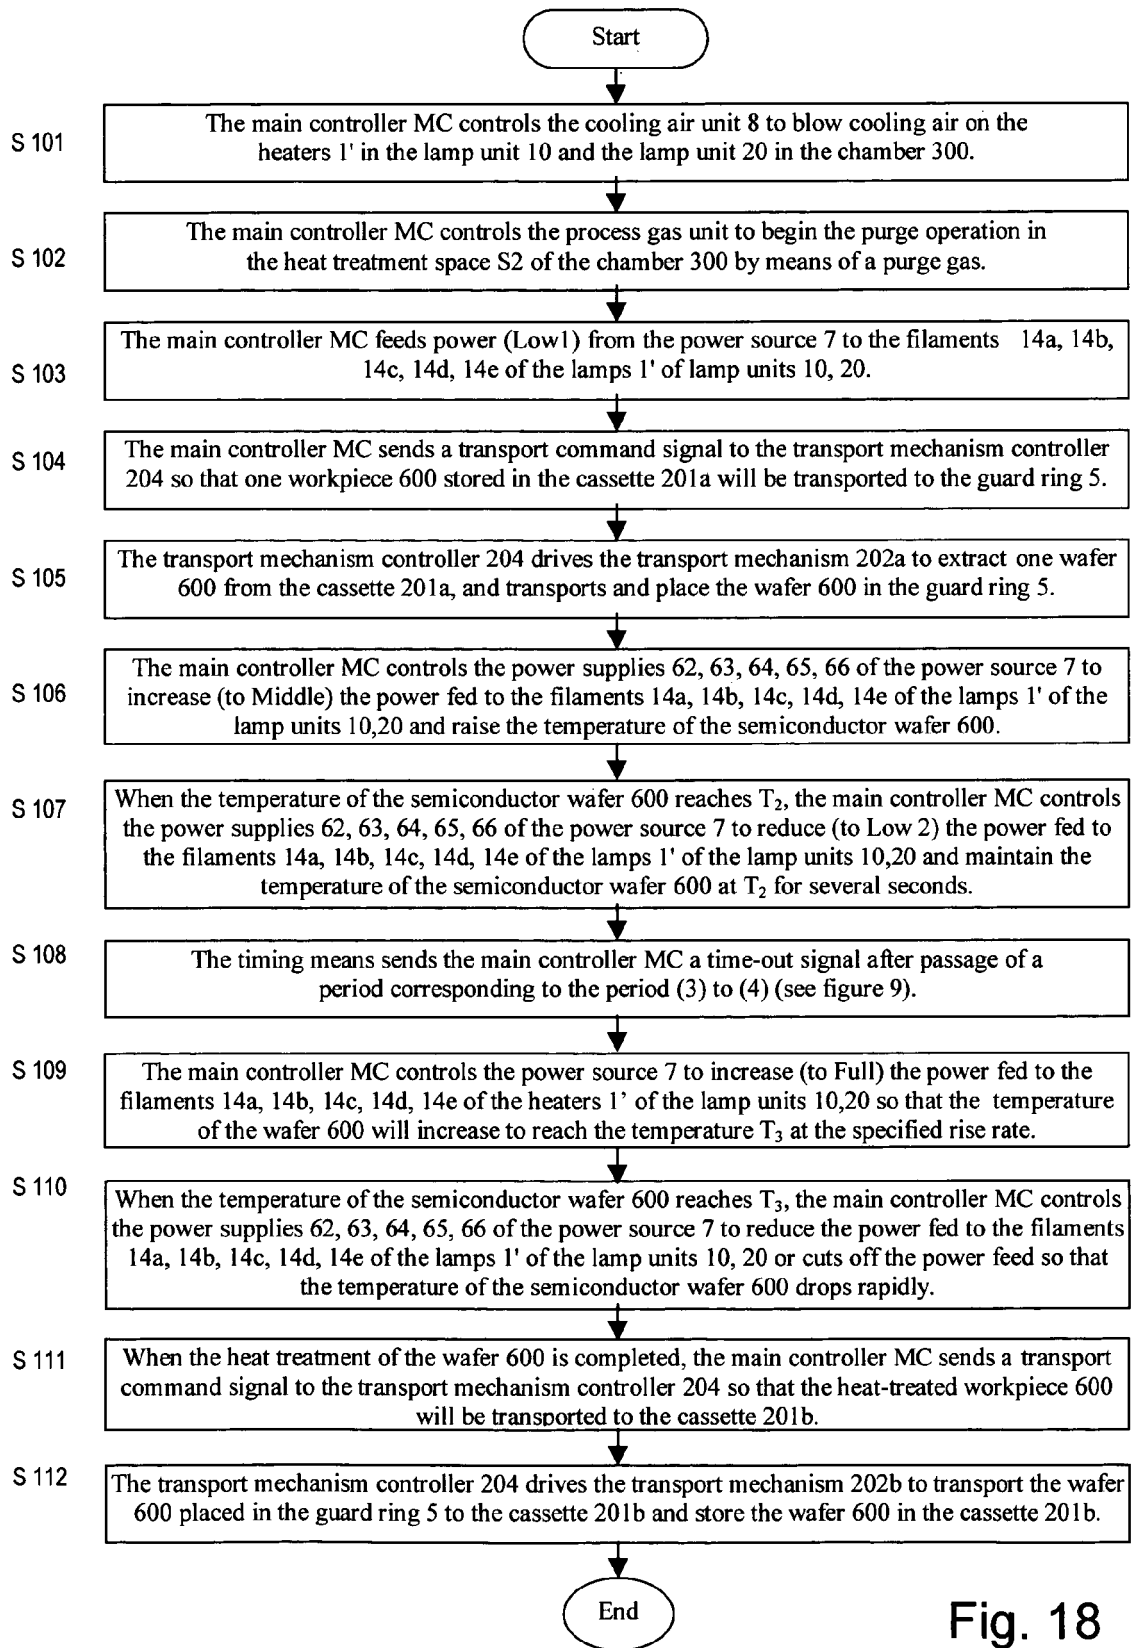 Start
S 101
The main controller MC controls the cooling air unit 8 to blow cooling air on the
heaters 1' in the lamp unit 10 and the lamp unit 20 in the chamber 300.
S 102
The main controller MC controls the process gas unit to begin the purge operation in
the heat treatment space S2 of the chamber 300 by means of a purge gas.
S 103
The main controller MC feeds power (Low1) from the power source 7 to the filaments 14a, 14b,
14c, 14d, 14e of the lamps 1' of lamp units 10, 20.
S 104
The main controller MC sends a transport command signal to the transport mechanism controller
204 so that one workpiece 600 stored in the cassette 201a will be transported to the guard ring 5.
S 105
The transport mechanism controller 204 drives the transport mechanism 202a to extract one wafer
600 from the cassette 201a, and transports and place the wafer 600 in the guard ring 5.
S 106
The main controller MC controls the power supplies 62, 63, 64, 65, 66 of the power source 7 to
increase (to Middle) the power fed to the filaments 14a, 14b, 14c, 14d, 14e of the lamps 1' of the
lamp units 10,20 and raise the temperature of the semiconductor wafer 600.
S 107
When the temperature of the semiconductor wafer 600 reaches T₂, the main controller MC controls
the power supplies 62, 63, 64, 65, 66 of the power source 7 to reduce (to Low 2) the power fed to
the filaments 14a, 14b, 14c, 14d, 14e of the lamps 1' of the lamp units 10,20 and maintain the
temperature of the semiconductor wafer 600 at T₂ for several seconds.
S 108
The timing means sends the main controller MC a time-out signal after passage of a
period corresponding to the period (3) to (4) (see figure 9).
S 109
The main controller MC controls the power source 7 to increase (to Full) the power fed to the
filaments 14a, 14b, 14c, 14d, 14e of the heaters 1' of the lamp units 10,20 so that the temperature
of the wafer 600 will increase to reach the temperature T₃ at the specified rise rate.
S 110
When the temperature of the semiconductor wafer 600 reaches T₃, the main controller MC controls
the power supplies 62, 63, 64, 65, 66 of the power source 7 to reduce the power fed to the filaments
14a, 14b, 14c, 14d, 14e of the lamps 1' of the lamp units 10, 20 or cuts off the power feed so that
the temperature of the semiconductor wafer 600 drops rapidly.
S 111
When the heat treatment of the wafer 600 is completed, the main controller MC sends a transport
command signal to the transport mechanism controller 204 so that the heat-treated workpiece 600
will be transported to the cassette 201b.
S 112
The transport mechanism controller 204 drives the transport mechanism 202b to transport the wafer
600 placed in the guard ring 5 to the cassette 201b and store the wafer 600 in the cassette 201b.
End
Fig. 18